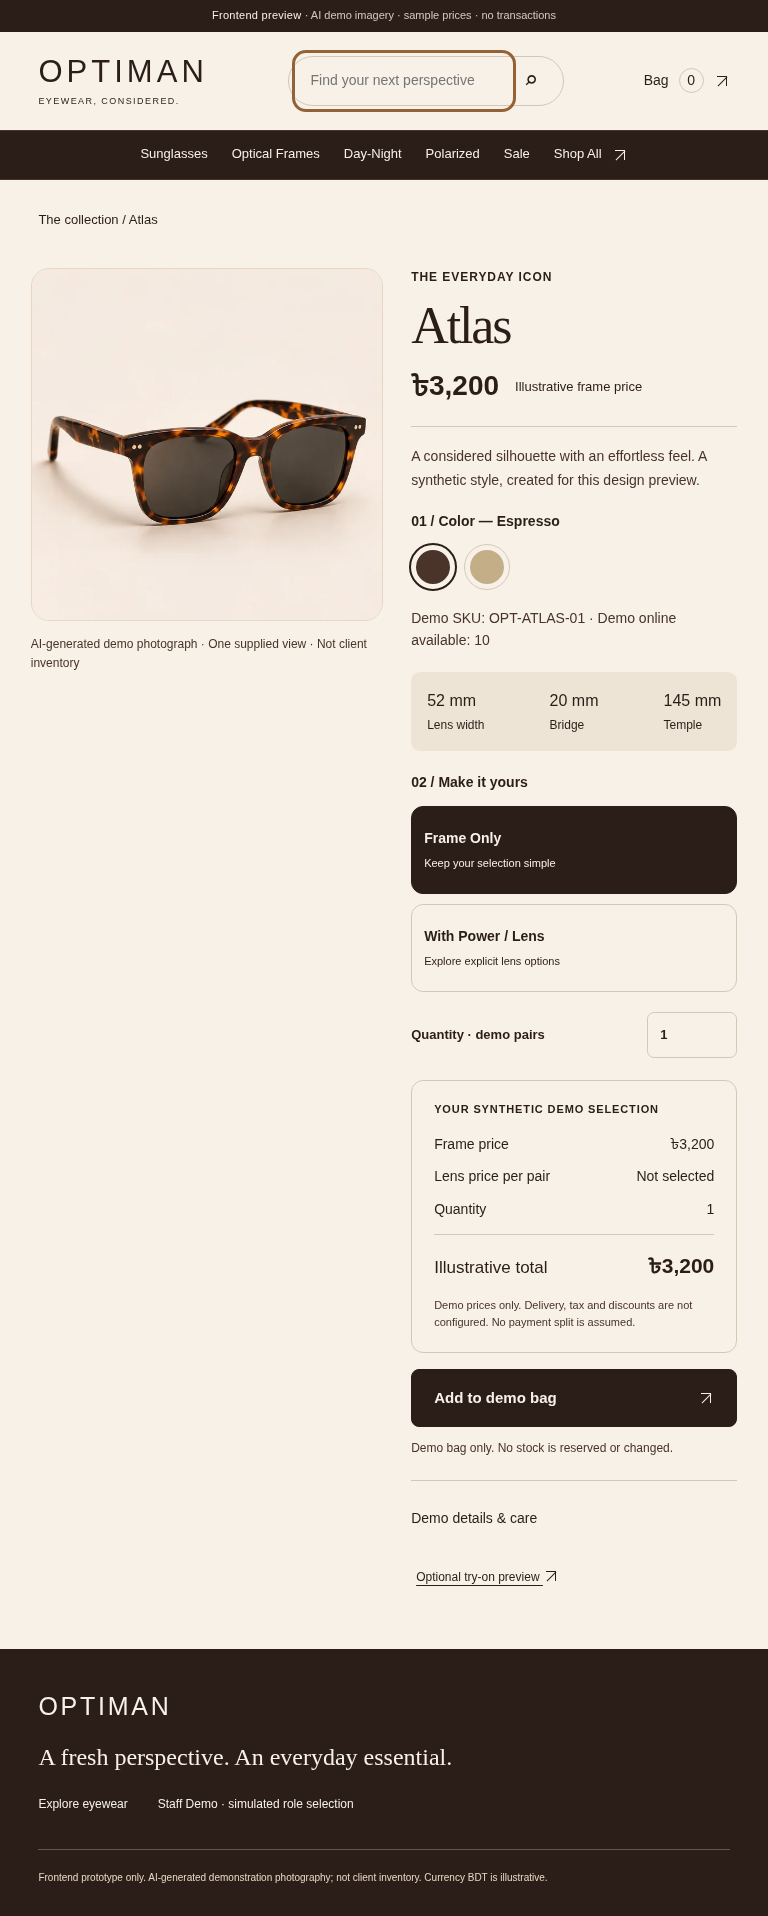 Frontend preview · AI demo imagery · sample prices · no transactions
OPTIMAN
EYEWEAR, CONSIDERED.
Find your next perspective
Bag 0
Sunglasses Optical Frames Day-Night Polarized Sale Shop All
The collection / Atlas
THE EVERYDAY ICON
Atlas
৳3,200 Illustrative frame price
A considered silhouette with an effortless feel. A
synthetic style, created for this design preview.
01 / Color — Espresso
Demo SKU: OPT-ATLAS-01 · Demo online
available: 10
AI-generated demo photograph · One supplied view · Not client
inventory
52 mm 20 mm 145 mm
Lens width Bridge Temple
02 / Make it yours
Frame Only
Keep your selection simple
With Power / Lens
Explore explicit lens options
Quantity · demo pairs 1
YOUR SYNTHETIC DEMO SELECTION
Frame price ৳3,200
Lens price per pair Not selected
Quantity 1
Illustrative total ৳3,200
Demo prices only. Delivery, tax and discounts are not
configured. No payment split is assumed.
Add to demo bag
Demo bag only. No stock is reserved or changed.
Demo details & care
Optional try-on preview
OPTIMAN
A fresh perspective. An everyday essential.
Explore eyewear Staff Demo · simulated role selection
Frontend prototype only. AI-generated demonstration photography; not client inventory. Currency BDT is illustrative.